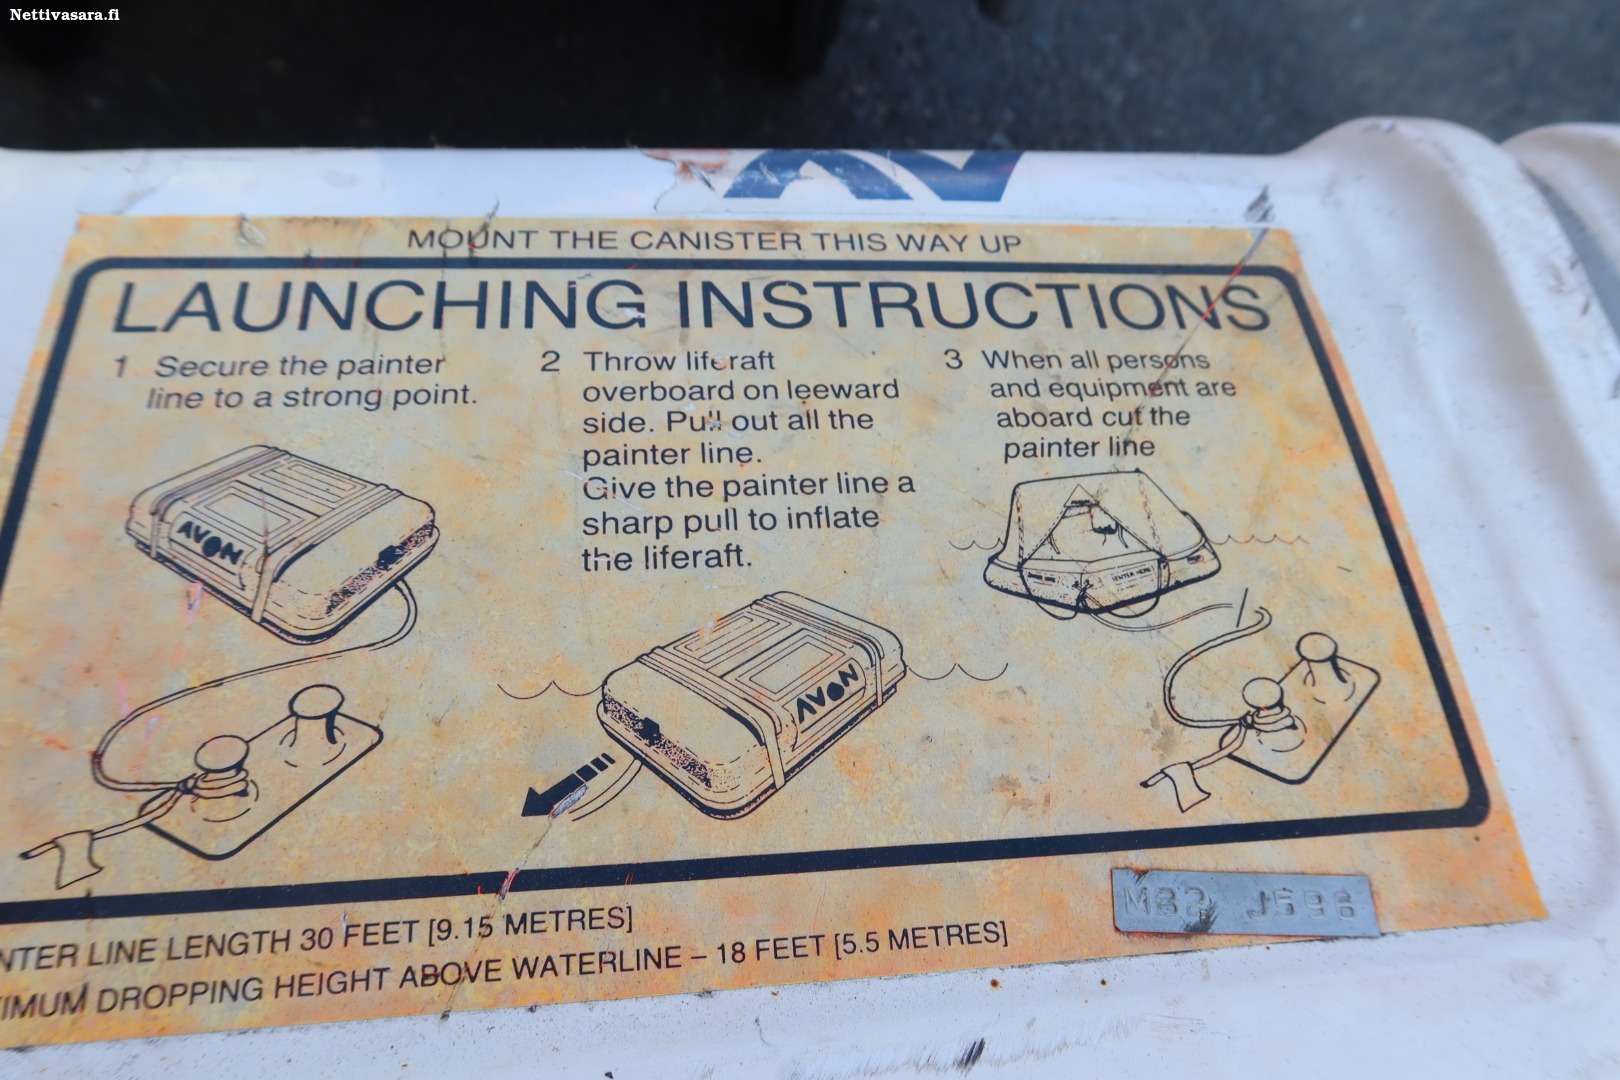 Nettivasara.fi
AV
MOUNT THE CANISTER THIS WAY UP
LAUNCHING INSTRUCTIONS
1 Secure the painter
line to a strong point.
2 Throw liferaft
overboard on leeward
side. Pull out all the
painter line.
Give the painter line a
sharp pull to inflate
the liferaft.
3 When all persons
and equipment are
aboard cut the
painter line
AVON
AVON
ENTER HERE
NTER LINE LENGTH 30 FEET [9.15 METRES]
IMUM DROPPING HEIGHT ABOVE WATERLINE – 18 FEET [5.5 METRES]